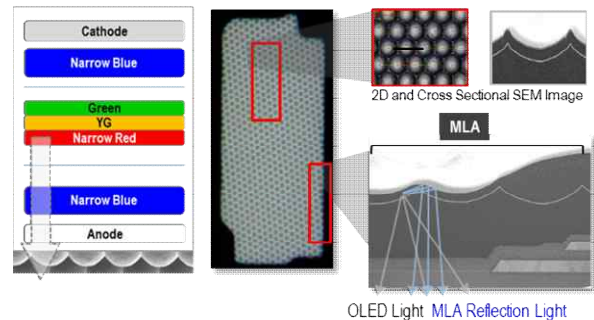 Cathode
Narrow Blue
Green
YG
Narrow Red
Narrow Blue
Anode
2D and Cross Sectional SEM Image
MLA
OLED Light MLA Reflection Light